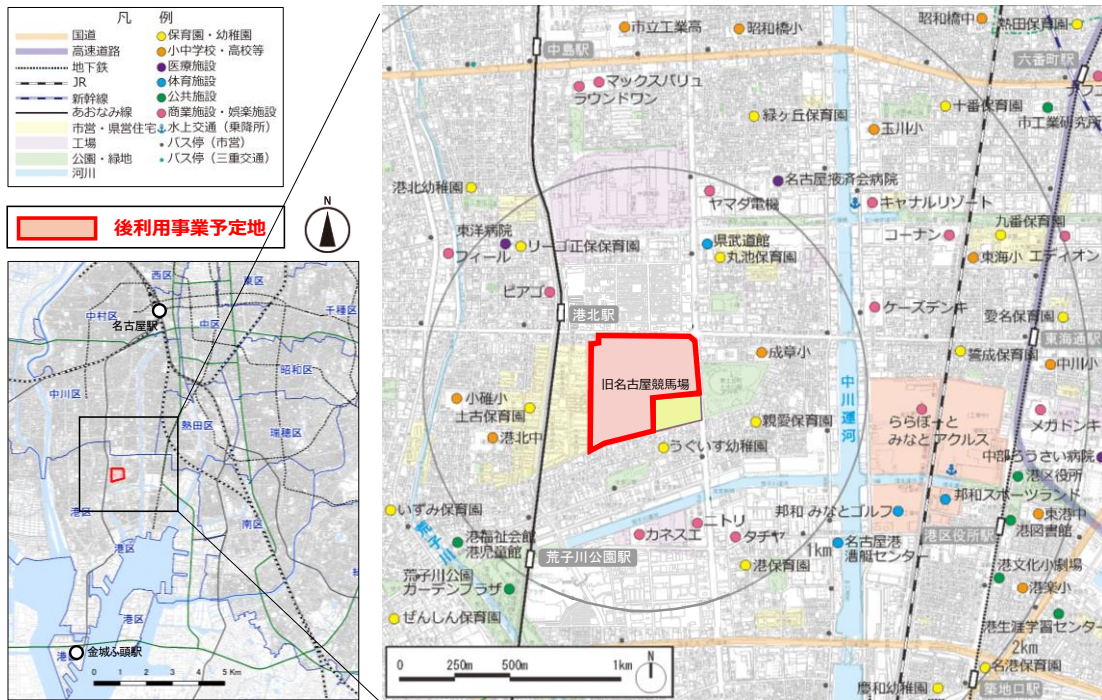 凡 例
国道
高速道路
地下鉄
JR
新幹線
あおなみ線
市営・県営住宅
工場
公園・緑地
河川
保育園・幼稚園
小中学校・高校等
医療施設
体育施設
公共施設
商業施設・娯楽施設
水上交通（乗降所）
バス停（市営）
バス停（三重交通）
後利用事業予定地
N
西区
東区
千種区
中村区
名古屋駅
中区
昭和区
中川区
熱田区
瑞穂区
港区
南区
港区
港区
金城ふ頭駅
0 1 2 3 4 5 Km
市立工業高
昭和橋小
昭和橋中
熱田保育園
中島駅
六番町駅
マックスバリュ
ラウンドワン
緑ヶ丘保育園
十番保育園
玉川小
市工業研究所
港北幼稚園
名古屋掖済会病院
ヤマダ電機
キャナルリゾート
九番保育園
東洋病院
リーゴ正保保育園
フィール
県武道館
丸池保育園
コーナン
東海小
エディオン
ピアゴ
港北駅
ケーズデンキ
愛名保育園
東海通駅
成章小
誓成保育園
中川小
旧名古屋競馬場
小碓小
土古保育園
港北中
中川運河
ららぽーと
みなとアクルス
メガドンキ
親愛保育園
うぐいす幼稚園
中部ろうさい病院
港区役所
邦和スポーツランド
いずみ保育園
荒子川
ニトリ
カネスエ
タチヤ
邦和 みなとゴルフ
港区役所駅
東港中
港図書館
港福祉会館
港児童館
荒子川公園駅
1km
名古屋港
漕艇センター
港保育園
港文化小劇場
荒子川公園
ガーデンプラザ
港楽小
ぜんしん保育園
港生涯学習センター
2km
名港保育園
慶和幼稚園
築地口駅
0 250m 500m 1km
N